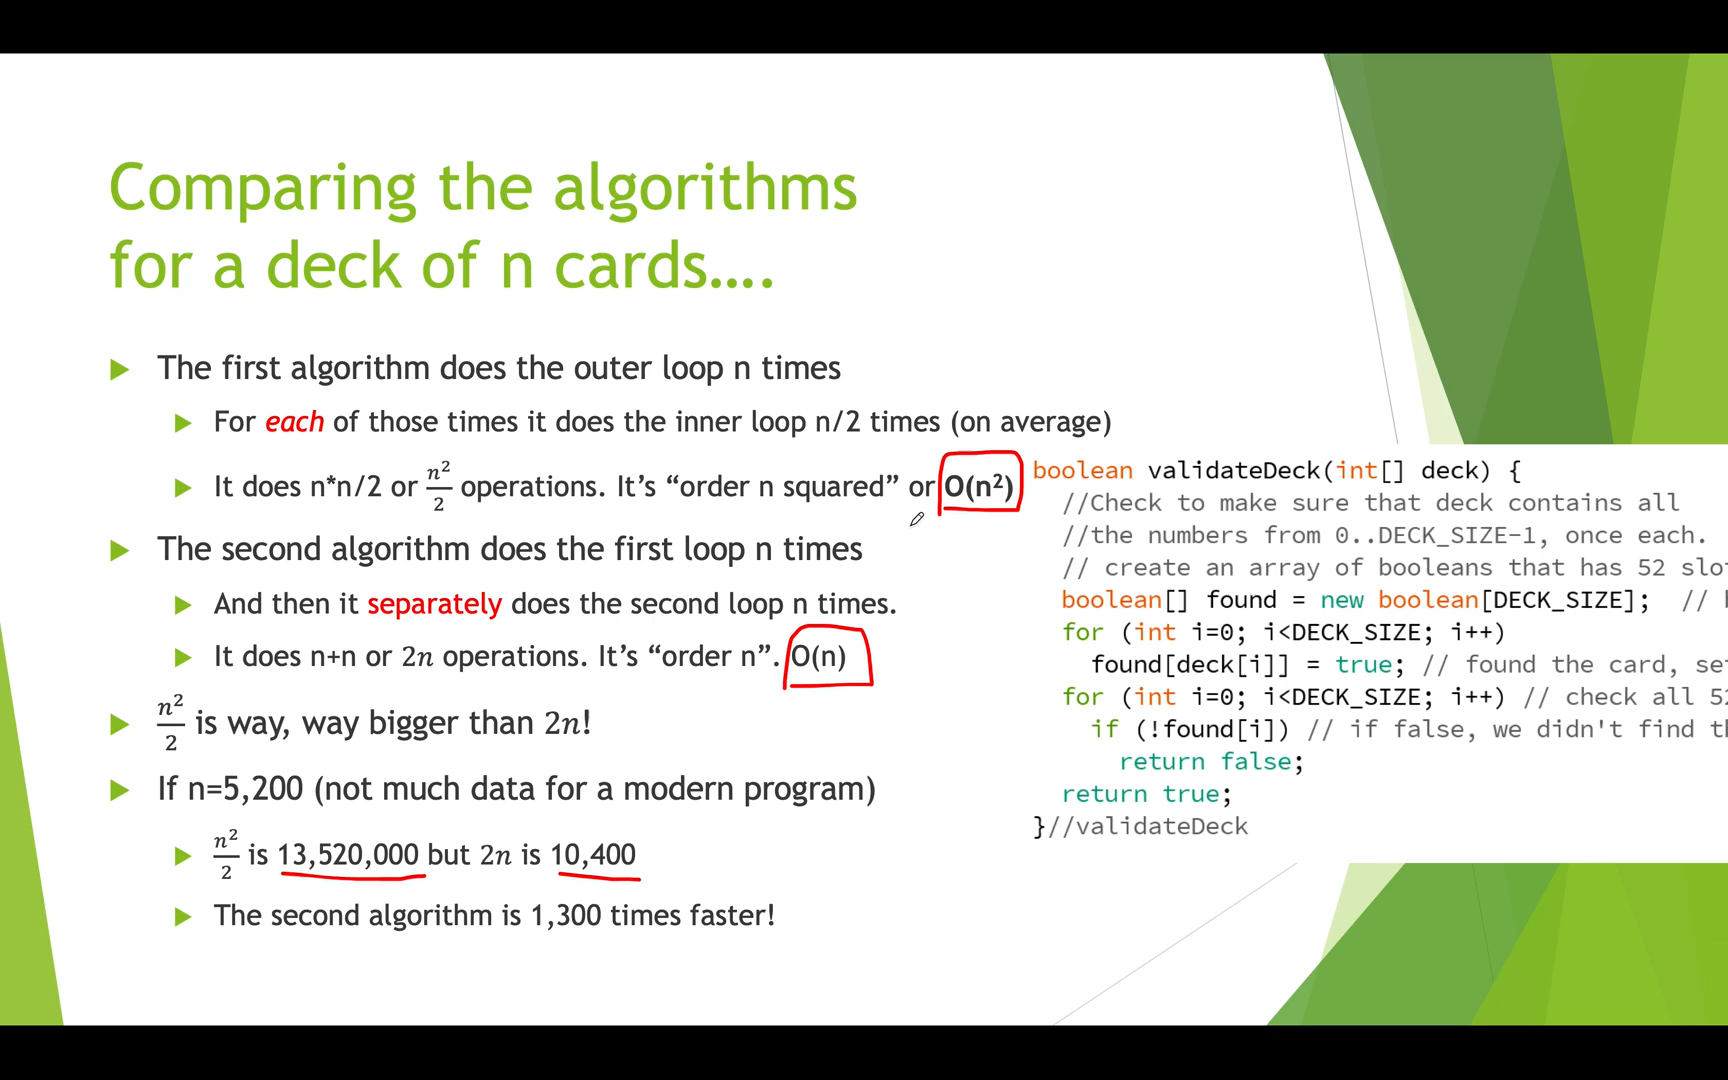 Comparing the algorithms
for a deck of n cards....
The first algorithm does the outer loop n times
For each of those times it does the inner loop n/2 times (on average)
It does n*n/2 or n²/2 operations. It's “order n squared” or O(n²)
The second algorithm does the first loop n times
And then it separately does the second loop n times.
It does n+n or 2n operations. It's “order n”. O(n)
n²/2 is way, way bigger than 2n!
If n=5,200 (not much data for a modern program)
n²/2 is 13,520,000 but 2n is 10,400
The second algorithm is 1,300 times faster!
boolean validateDeck(int[] deck) {
//Check to make sure that deck contains all
//the numbers from 0..DECK_SIZE-1, once each.
// create an array of booleans that has 52
boolean[] found = new boolean[DECK_SIZE]; //
for (int i=0; i<DECK_SIZE; i++)
found[deck[i]] = true; // found the card,
for (int i=0; i<DECK_SIZE; i++) // check all
if (!found[i]) // if false, we didn't find
return false;
return true;
}//validateDeck